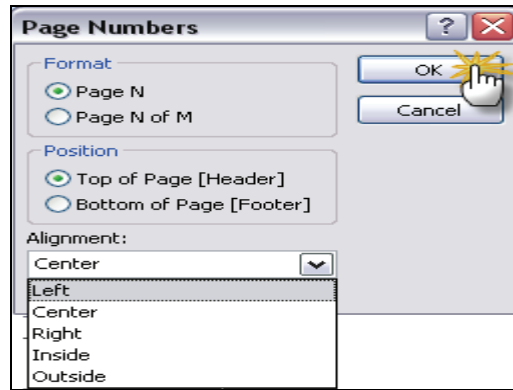 Page Numbers
Format
OK
Page N
Page N of M
Cancel
Position
Top of Page [Header]
Bottom of Page [Footer]
Alignment:
Center
Left
Center
Right
Inside
Outside